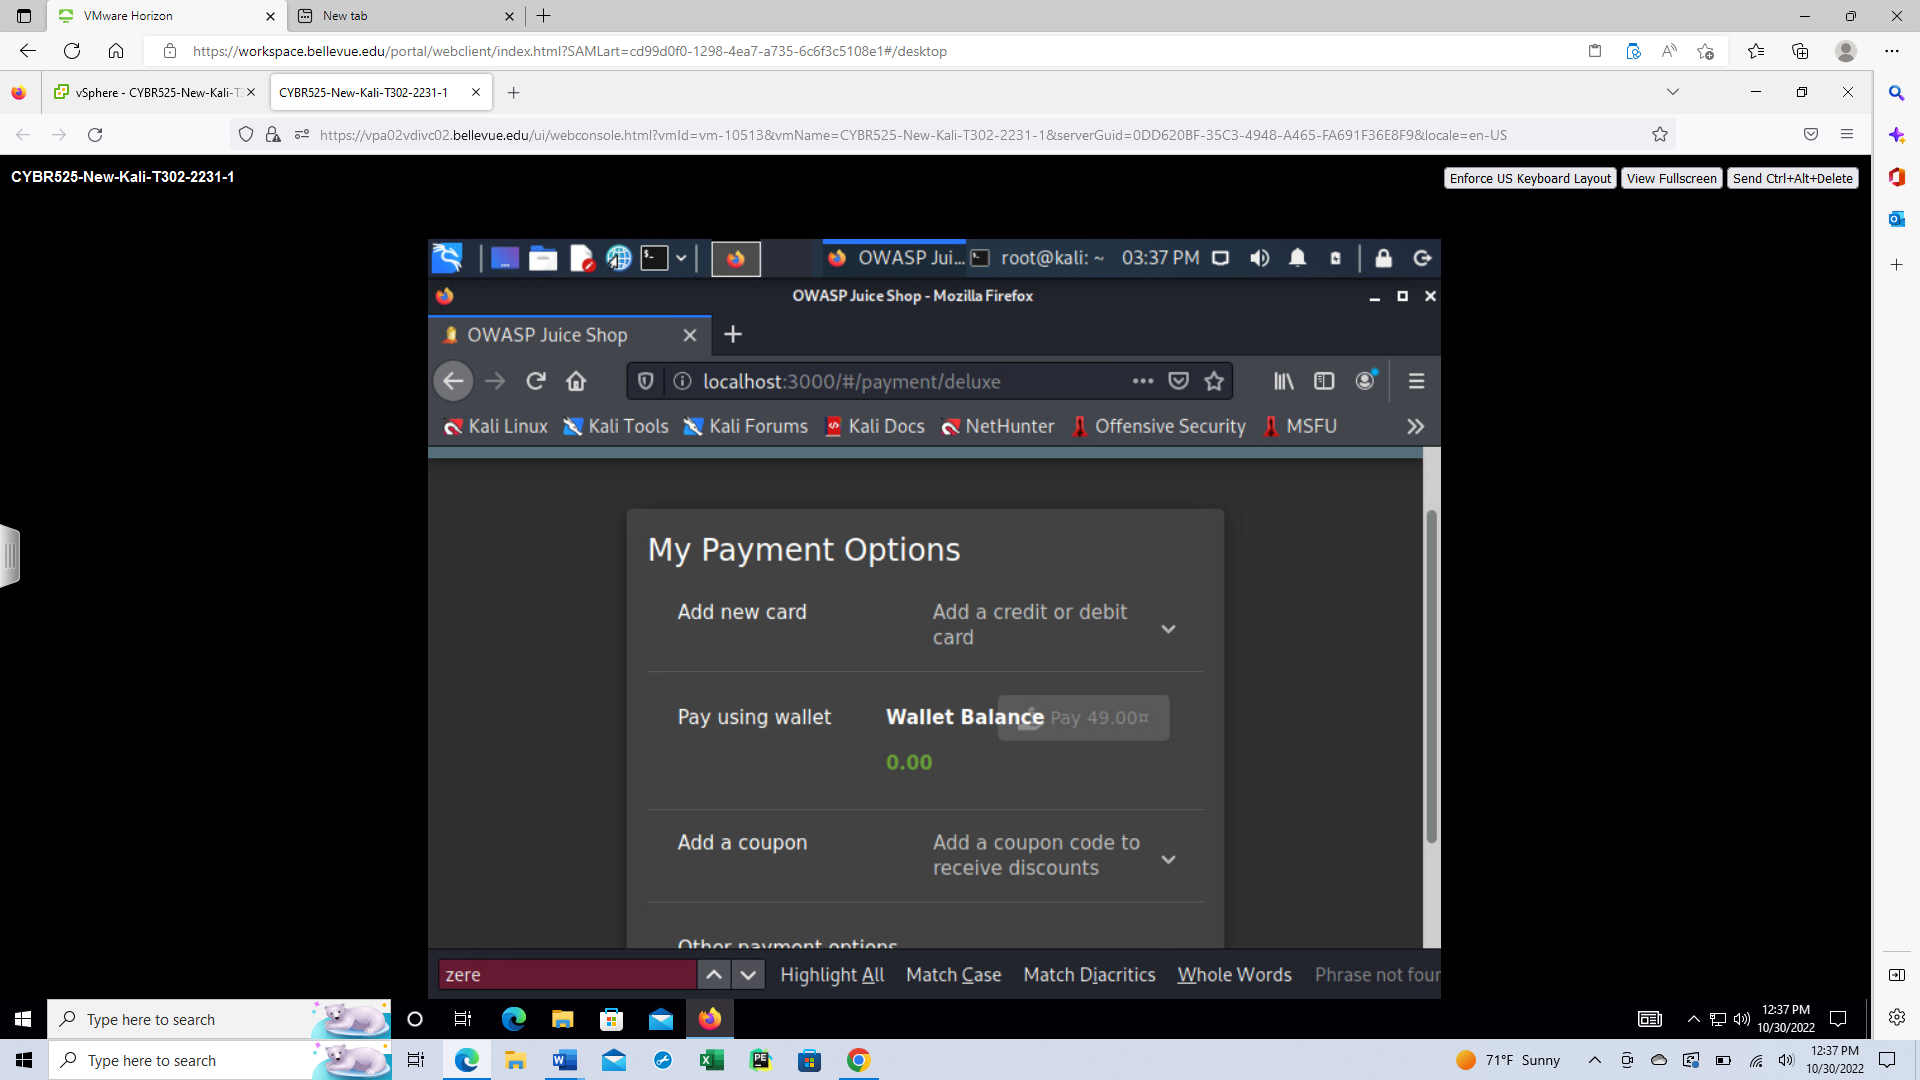 VMware Horizon
New tab
https://workspace.bellevue.edu/portal/webclient/index.html?SAMLart=cd99d0f0-1298-4ea7-a735-6c6f3c5108e1#/desktop
vSphere - CYBR525-New-Kali-T3
CYBR525-New-Kali-T302-2231-1
https://vpa02vdivc02.bellevue.edu/ui/webconsole.html?vmId=vm-10513&vmName=CYBR525-New-Kali-T302-2231-1&serverGuid=0DD620BF-35C3-4948-A465-FA691F36E8F9&locale=en-US
CYBR525-New-Kali-T302-2231-1
Enforce US Keyboard Layout
View Fullscreen
Send Ctrl+Alt+Delete
OWASP Jui...
root@kali: ~
03:37 PM
OWASP Juice Shop - Mozilla Firefox
OWASP Juice Shop
localhost:3000/#/payment/deluxe
Kali Linux
Kali Tools
Kali Forums
Kali Docs
NetHunter
Offensive Security
MSFU
My Payment Options
Add new card
Add a credit or debit
card
Pay using wallet
Wallet Balance
Pay 49.00¤
0.00
Add a coupon
Add a coupon code to
receive discounts
Other payment options
zere
Highlight All
Match Case
Match Diacritics
Whole Words
Phrase not four
Type here to search
12:37 PM
10/30/2022
Type here to search
71°F Sunny
12:37 PM
10/30/2022